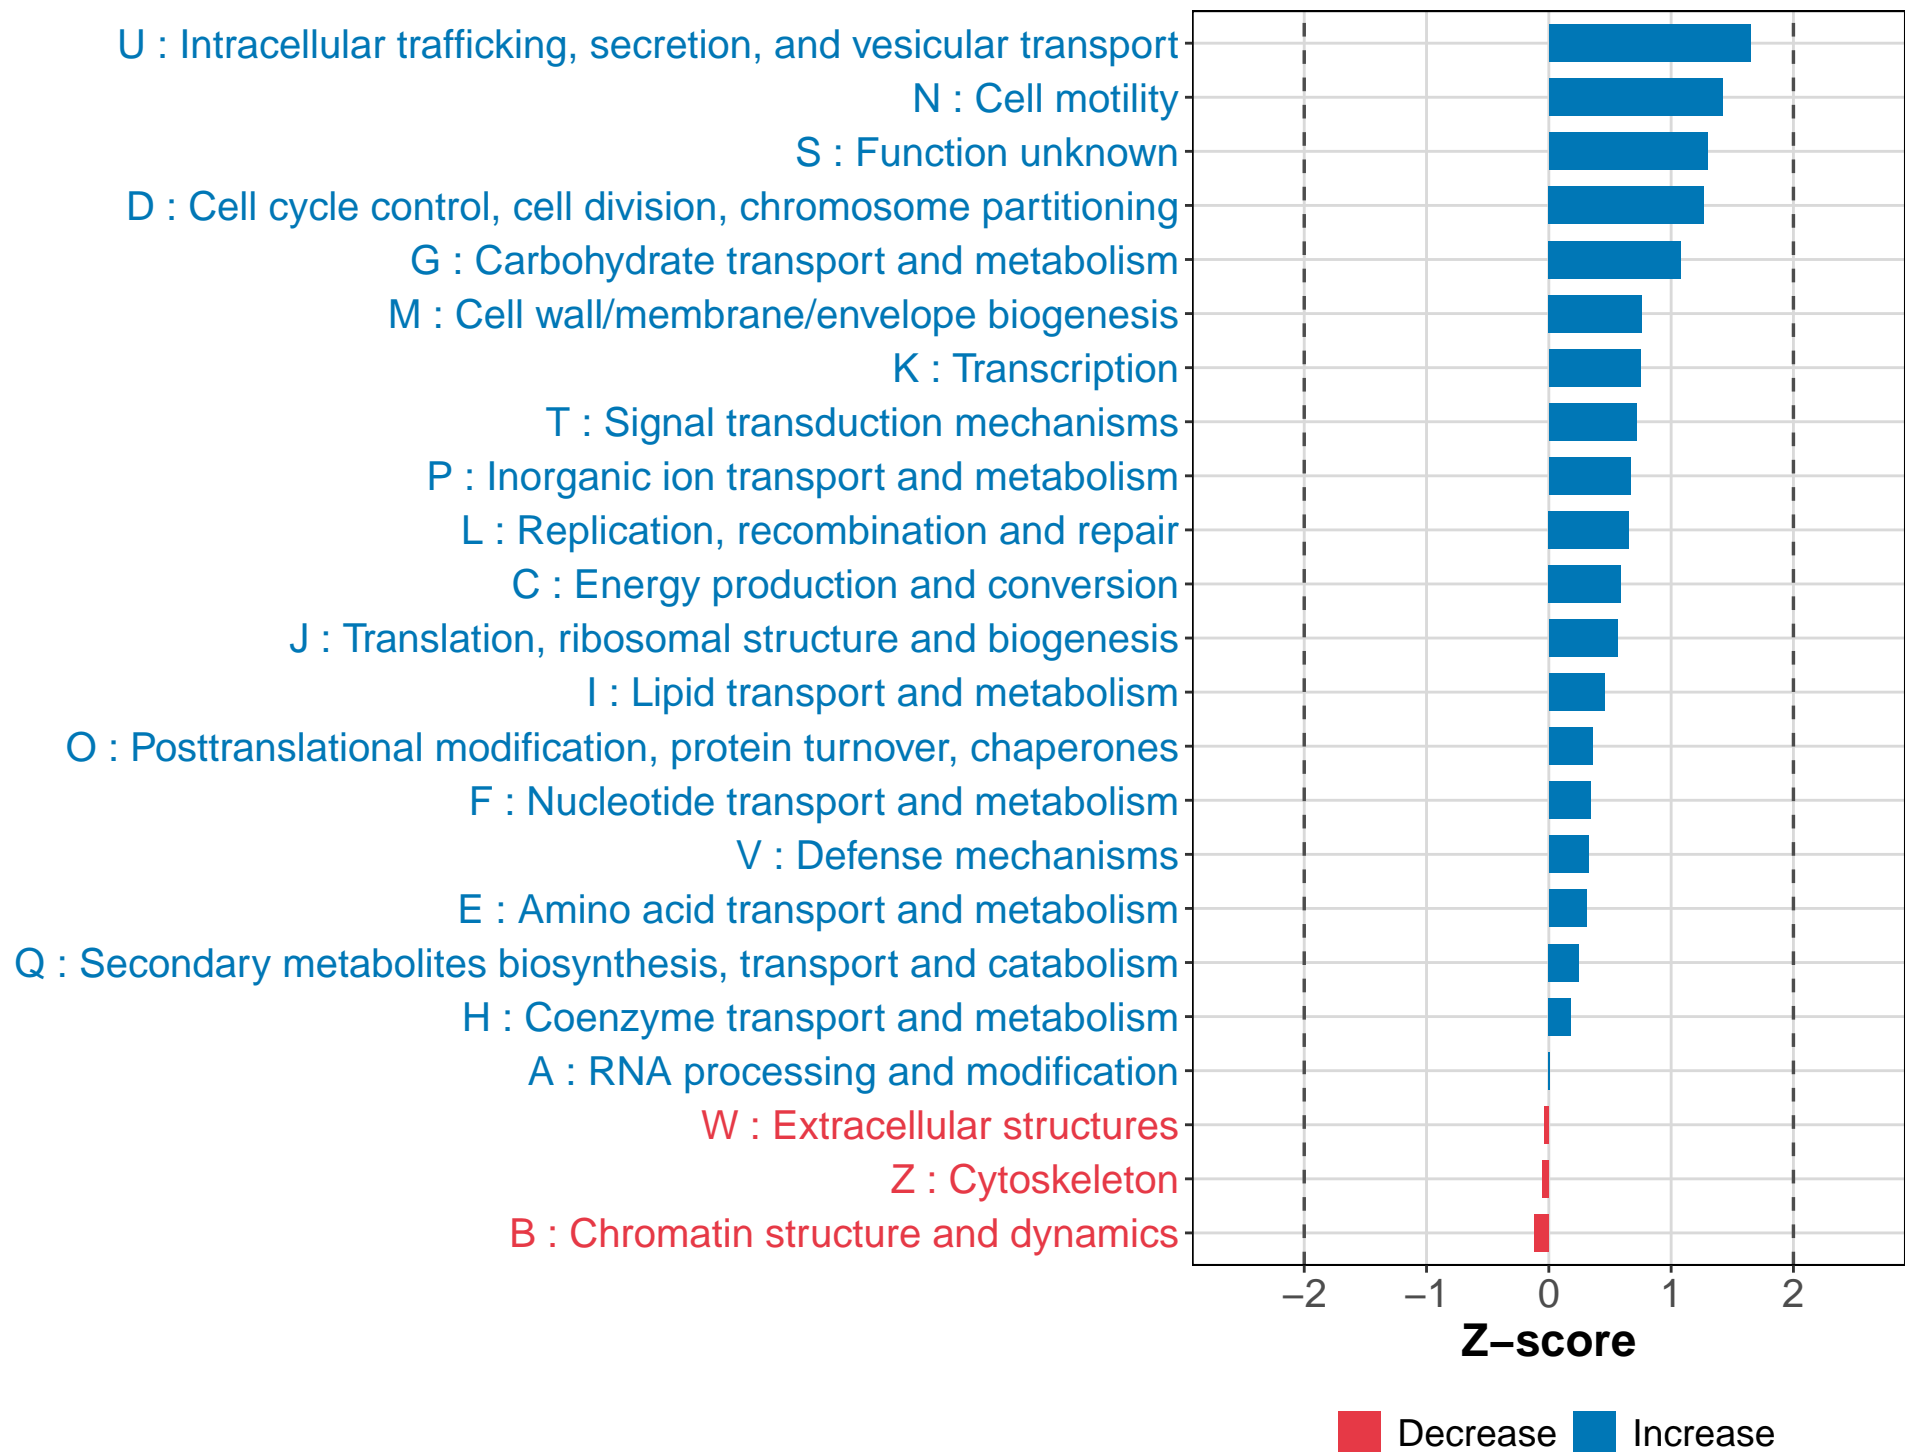 U : Intracellular trafficking, secretion, and vesicular transport
N : Cell motility
S : Function unknown
D : Cell cycle control, cell division, chromosome partitioning
G : Carbohydrate transport and metabolism
M : Cell wall/membrane/envelope biogenesis
K : Transcription
T : Signal transduction mechanisms
P : Inorganic ion transport and metabolism
L : Replication, recombination and repair
C : Energy production and conversion
J : Translation, ribosomal structure and biogenesis
I : Lipid transport and metabolism
O : Posttranslational modification, protein turnover, chaperones
F : Nucleotide transport and metabolism
V : Defense mechanisms
E : Amino acid transport and metabolism
Q : Secondary metabolites biosynthesis, transport and catabolism
H : Coenzyme transport and metabolism
A : RNA processing and modification
W : Extracellular structures
Z : Cytoskeleton
B : Chromatin structure and dynamics
−2 −1 0 1 2
Z−score
Decrease Increase